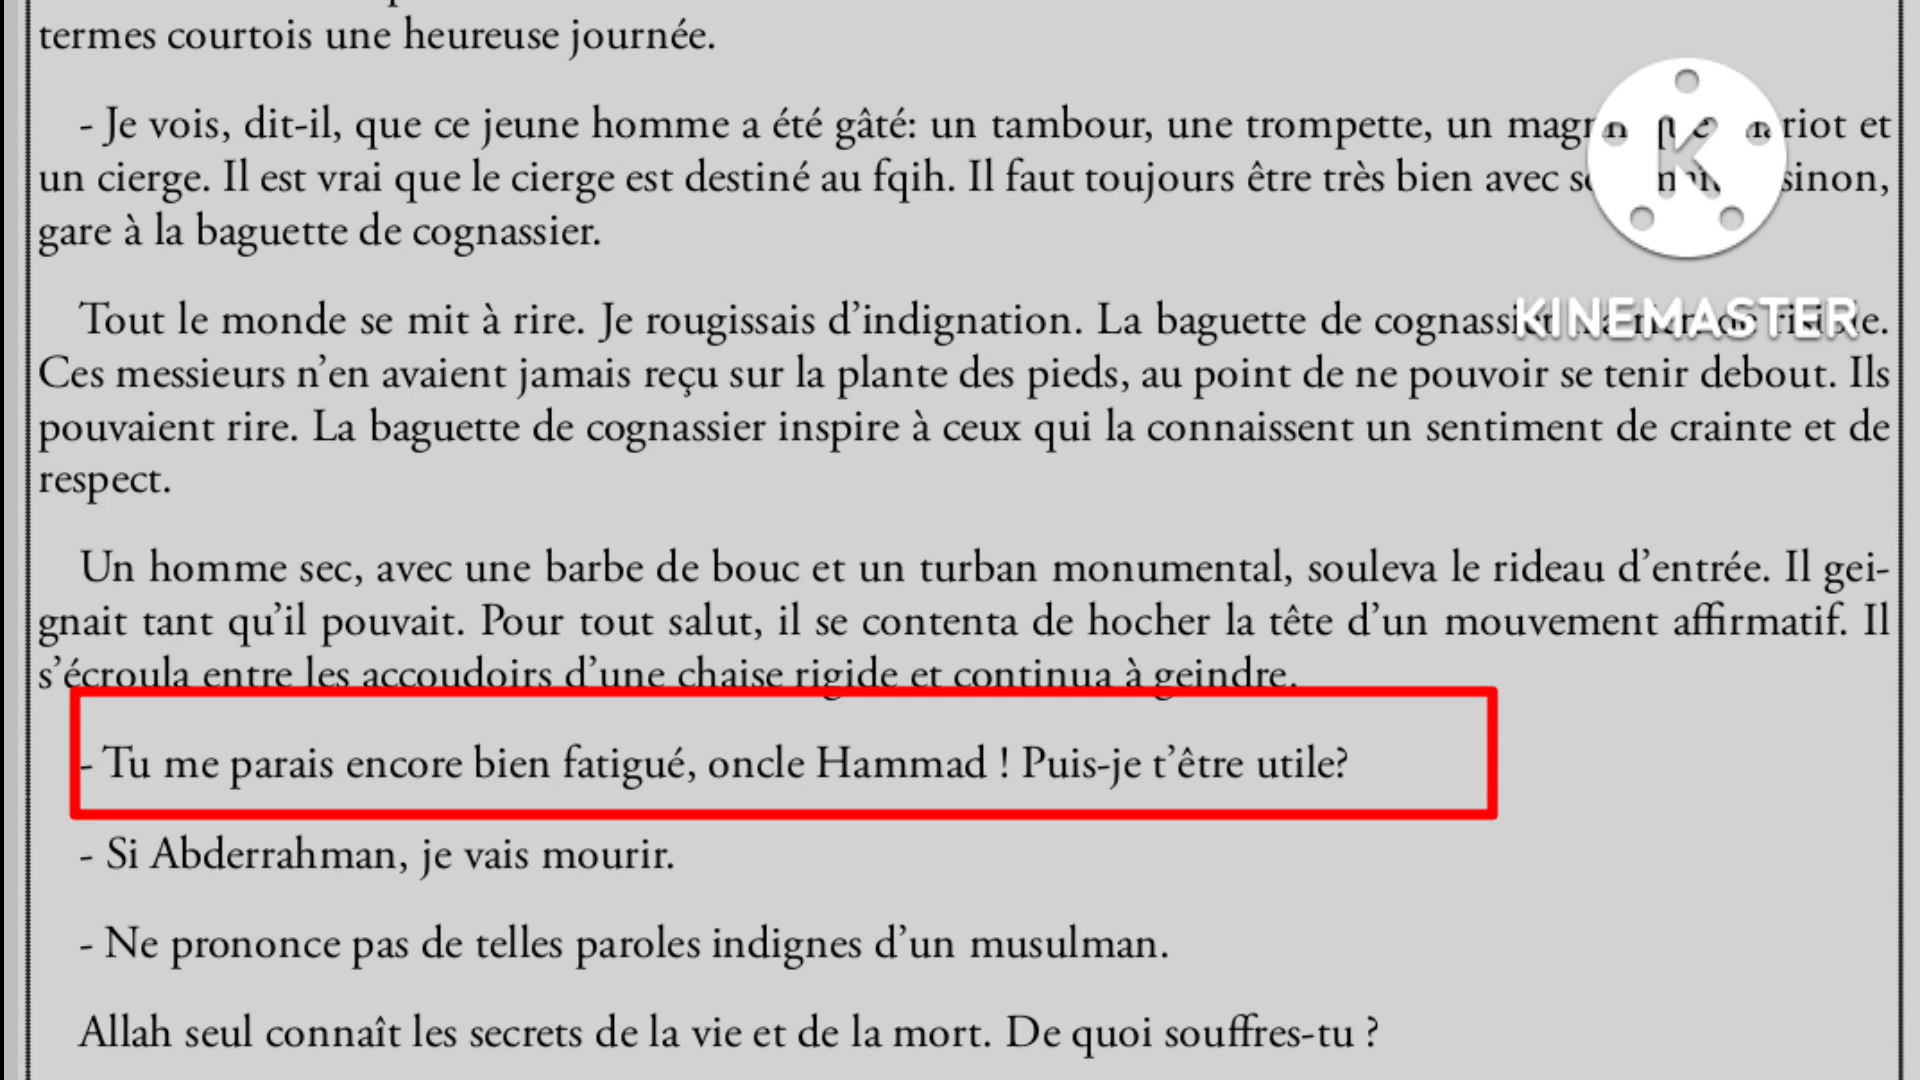 termes courtois une heureuse journée.
- Je vois, dit-il, que ce jeune homme a été gâté: un tambour, une trompette, un et
un cierge. Il est vrai que le cierge est destiné au fqih. Il faut toujours être très bien avec sinon,
gare à la baguette de cognassier.
Tout le monde se mit à rire. Je rougissais d'indignation. La baguette de
KINEMASTER
Ces messieurs n'en avaient jamais reçu sur la plante des pieds, au point de ne pouvoir se tenir debout. Ils
pouvaient rire. La baguette de cognassier inspire à ceux qui la connaissent un sentiment de crainte et de
respect.
Un homme sec, avec une barbe de bouc et un turban monumental, souleva le rideau d'entrée. Il gei-
gnait tant qu'il pouvait. Pour tout salut, il se contenta de hocher la tête d'un mouvement affirmatif. Il
s'écroula entre les accoudoirs d'une chaise rigide et continua à geindre.
- Tu me parais encore bien fatigué, oncle Hammad ! Puis-je t'être utile?
- Si Abderrahman, je vais mourir.
- Ne prononce pas de telles paroles indignes d'un musulman.
Allah seul connaît les secrets de la vie et de la mort. De quoi souffres-tu ?